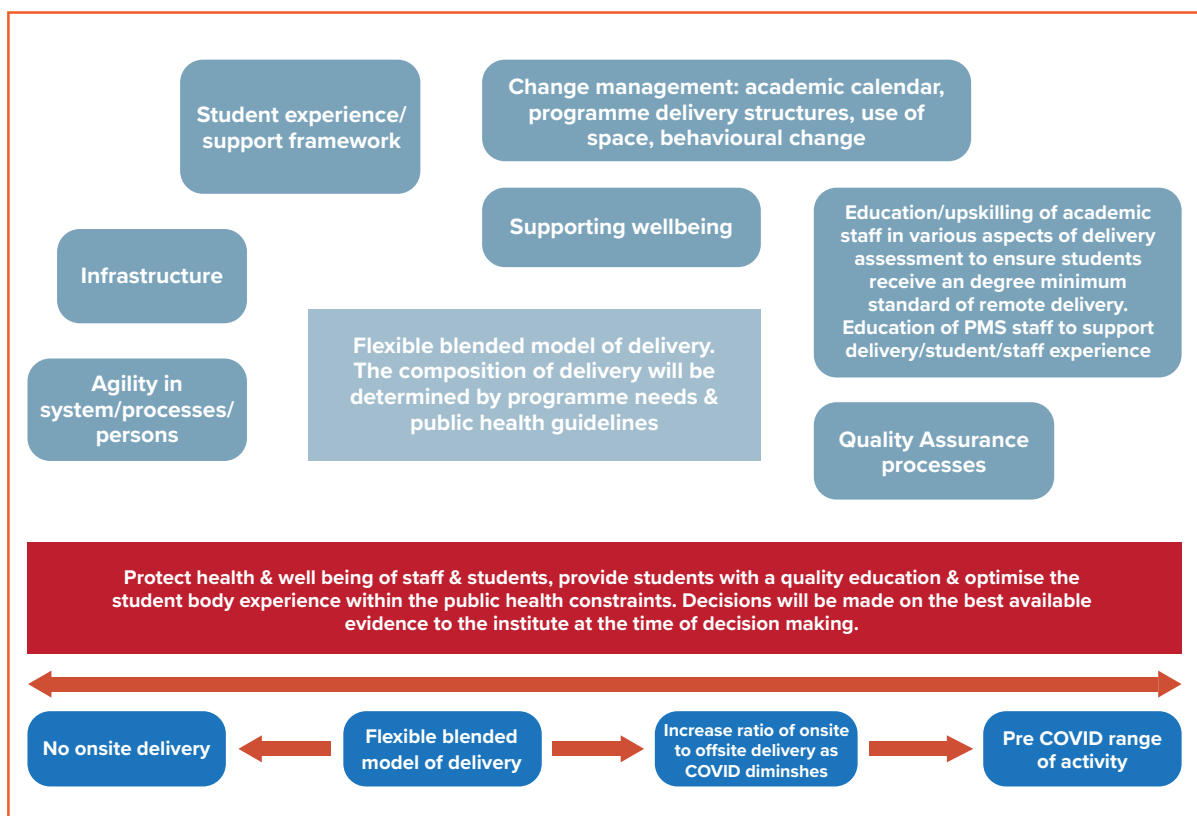 Student experience/
support framework
Change management: academic calendar,
programme delivery structures, use of
space, behavioural change
Supporting wellbeing
Education/upskilling of academic
staff in various aspects of delivery
assessment to ensure students
receive an degree minimum
standard of remote delivery.
Education of PMS staff to support
delivery/student/staff experience
Infrastructure
Flexible blended model of delivery.
The composition of delivery will be
determined by programme needs &
public health guidelines
Agility in
system/processes/
persons
Quality Assurance
processes
Protect health & well being of staff & students, provide students with a quality education & optimise the
student body experience within the public health constraints. Decisions will be made on the best available
evidence to the institute at the time of decision making.
No onsite delivery
Flexible blended
model of delivery
Increase ratio of onsite
to offsite delivery as
COVID diminshes
Pre COVID range
of activity